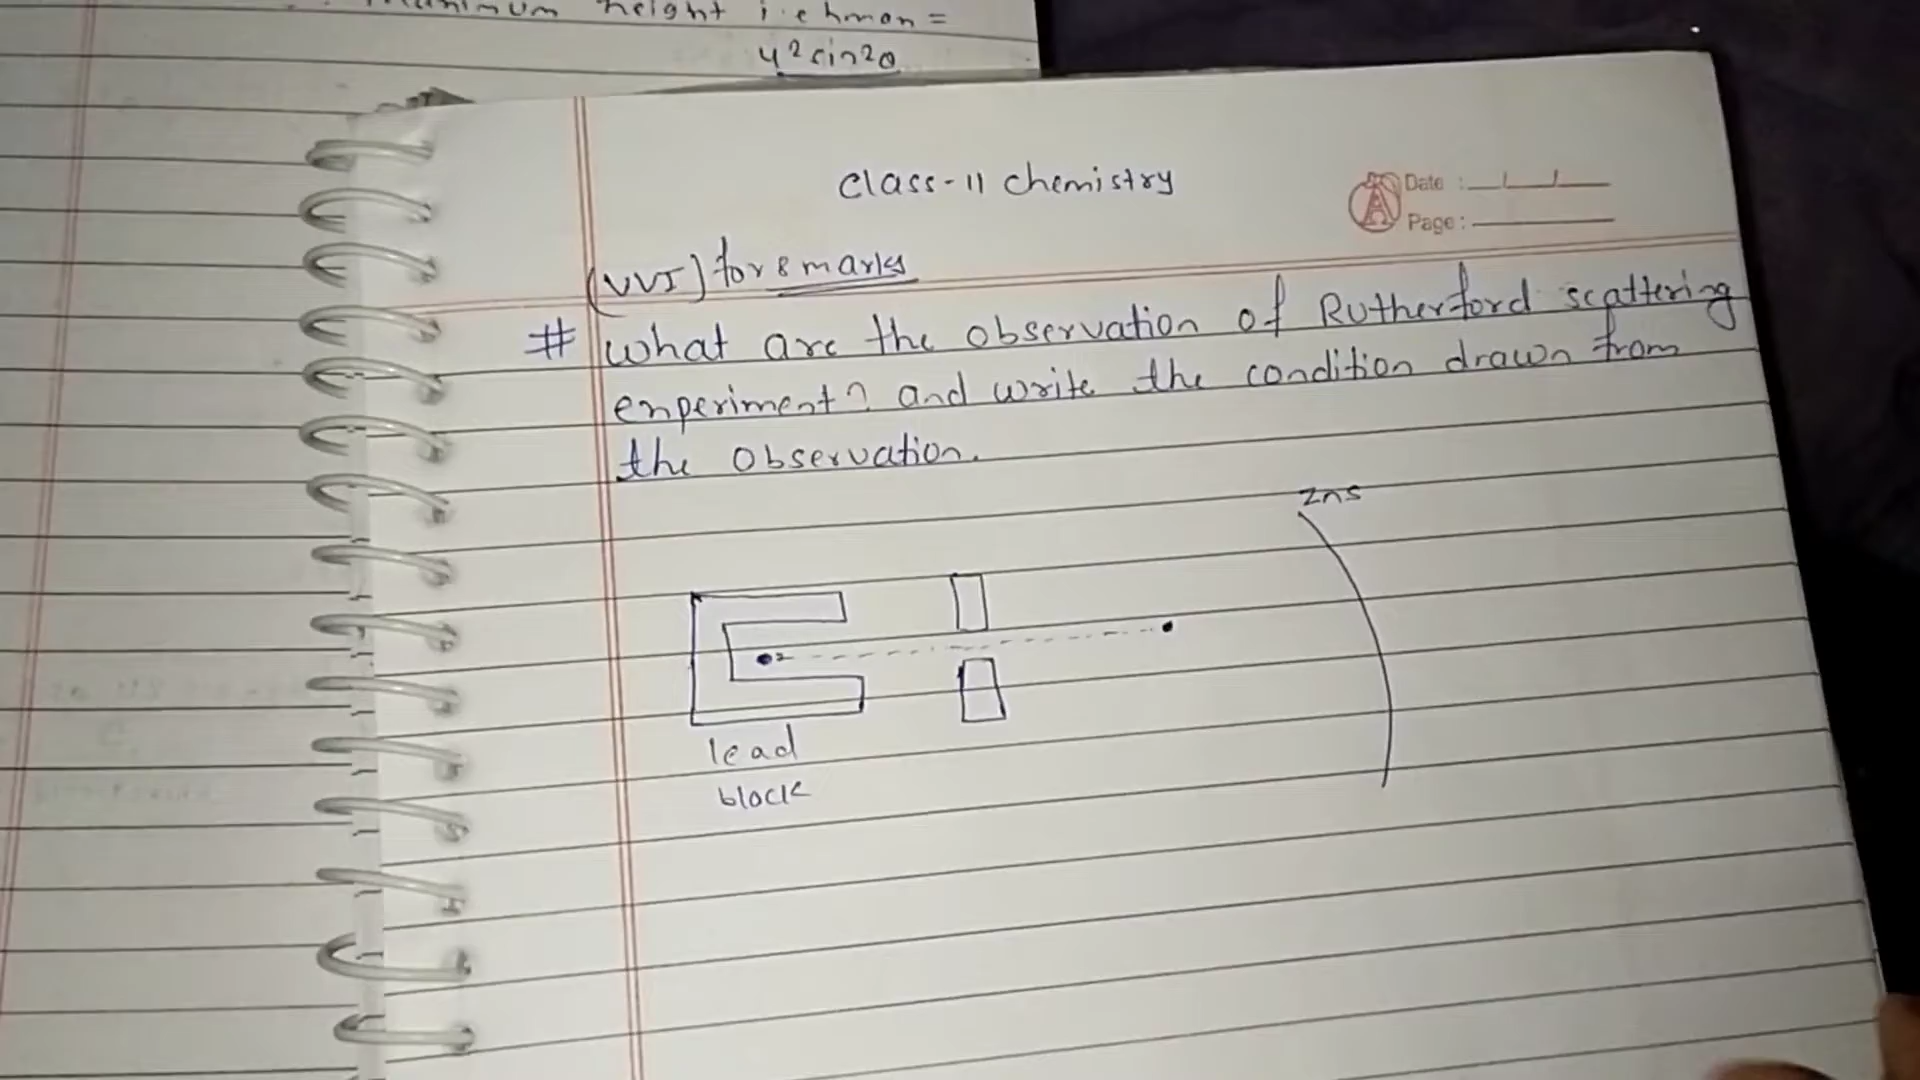 height i.e hmax =
u²sin2θ
class-11 chemistry
Date :
Page :
(VVI) for 8 marks
# what are the observation of Rutherford scattering
experiment? and write the condition drawn from
the observation.
zns
lead
block